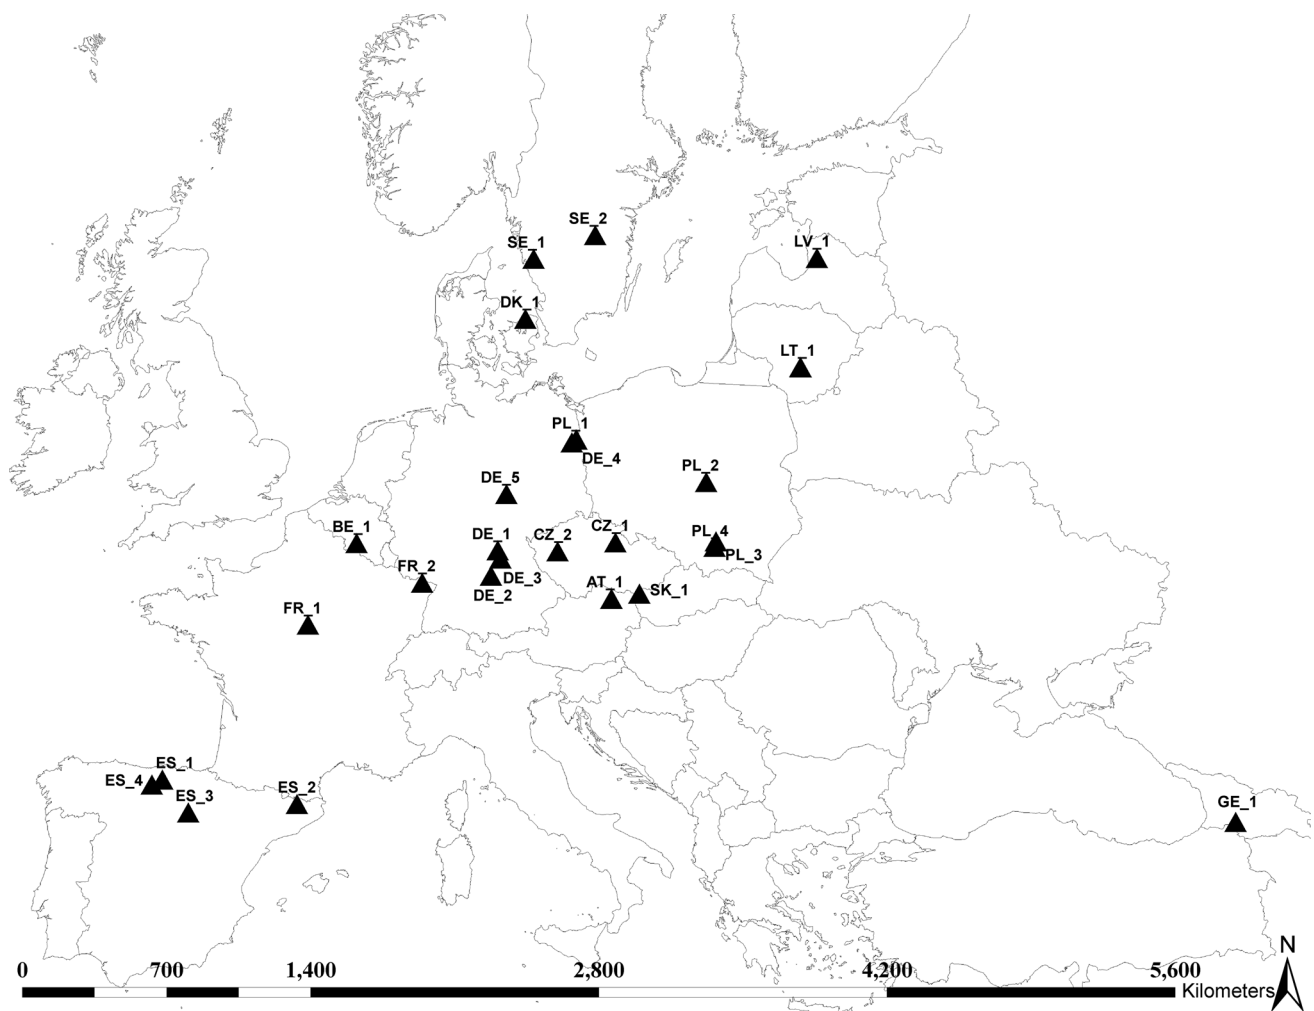 SE_2
SE_1
LV_1
DK_1
LT_1
PL_1
DE_4
PL_2
DE_5
BE_1
DE_1
CZ_2
CZ_1
PL_4
PL_3
FR_2
DE_3
DE_2
AT_1
SK_1
FR_1
ES_1
ES_4
ES_3
ES_2
GE_1
N
0 700 1,400 2,800 4,200 5,600
Kilometers